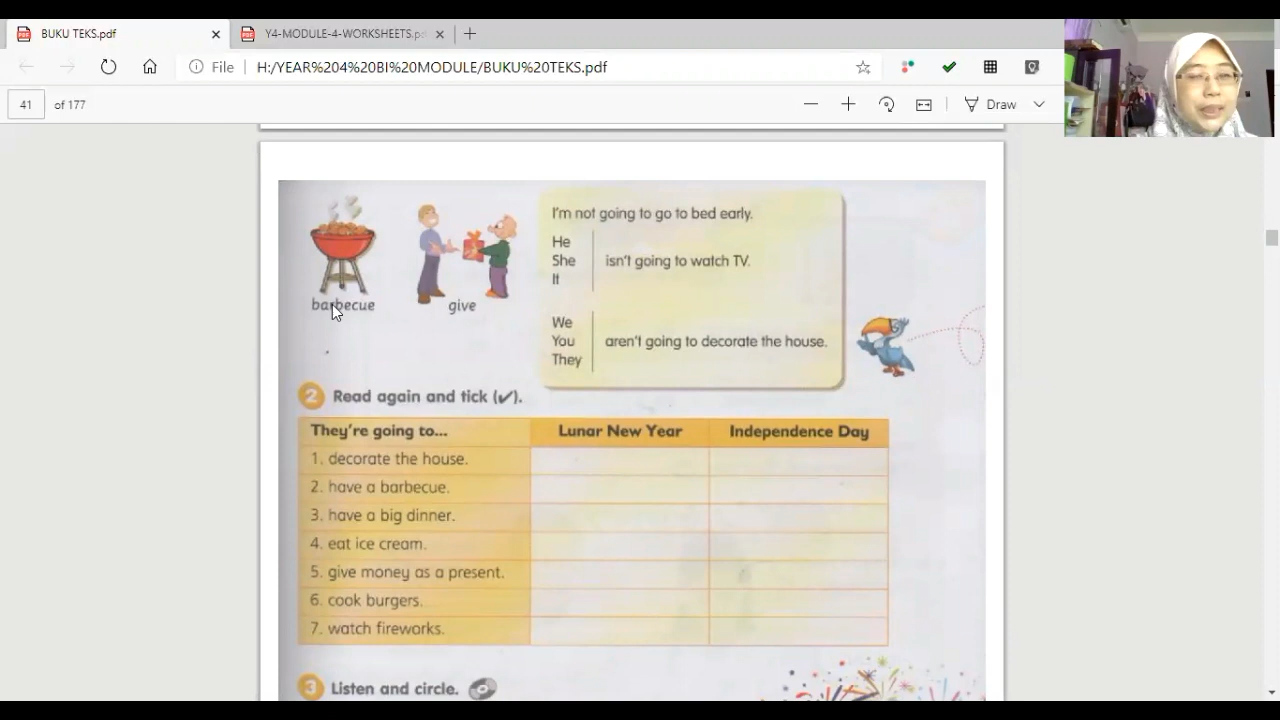 BUKU TEKS.pdf
Y4-MODULE-4-WORKSHEETS.pd
File
H:/YEAR%204%20BI%20MODULE/BUKU%20TEKS.pdf
41 of 177
Draw
barbecue
give
I'm not going to go to bed early.
He
She
It
isn't going to watch TV.
We
You
They
aren't going to decorate the house.
2 Read again and tick (✓).
They're going to... Lunar New Year Independence Day
1. decorate the house.
2. have a barbecue.
3. have a big dinner.
4. eat ice cream.
5. give money as a present.
6. cook burgers.
7. watch fireworks.
3 Listen and circle.